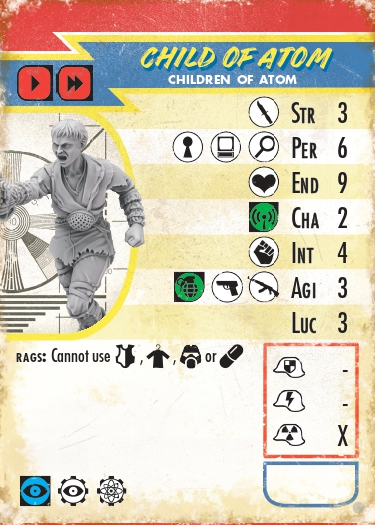 CHILD OF ATOM
CHILDREN OF ATOM
STR 3
PER 6
END 9
CHA 2
INT 4
AGI 3
LUC 3
RAGS: Cannot use , , or
-
-
X